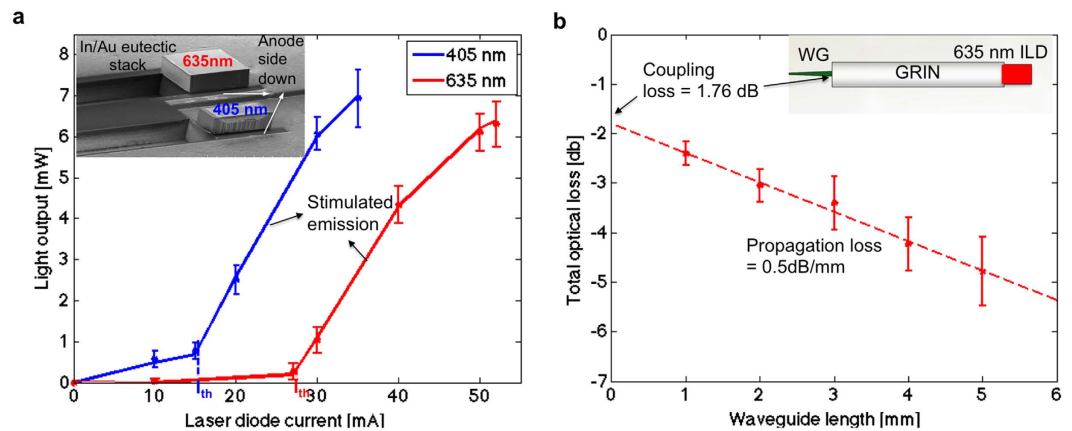 a
In/Au eutectic
stack
635nm
Anode
side
down
405 nm
405 nm
635 nm
Stimulated
emission
8
7
6
5
4
3
2
1
0
Light output [mW]
0
10
20
30
40
50
I th
I th
Laser diode current [mA]
b
WG
GRIN
635 nm ILD
Coupling
loss = 1.76 dB
Propagation loss
= 0.5dB/mm
0
-1
-2
-3
-4
-5
-6
-7
Total optical loss [db]
0
1
2
3
4
5
6
Waveguide length [mm]